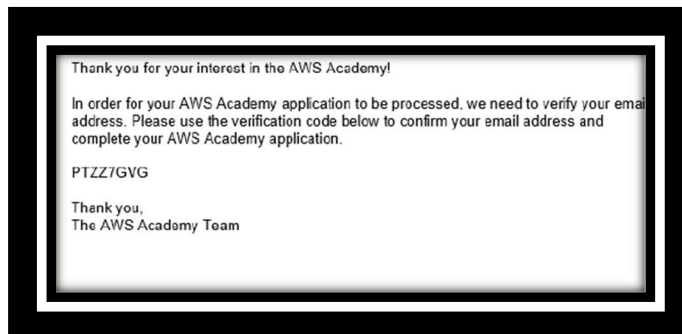 Thank you for your interest in the AWS Academy!
In order for your AWS Academy application to be processed, we need to verify your emai
address. Please use the verification code below to confirm your email address and
complete your AWS Academy application.
PTZZ7GVG
Thank you,
The AWS Academy Team